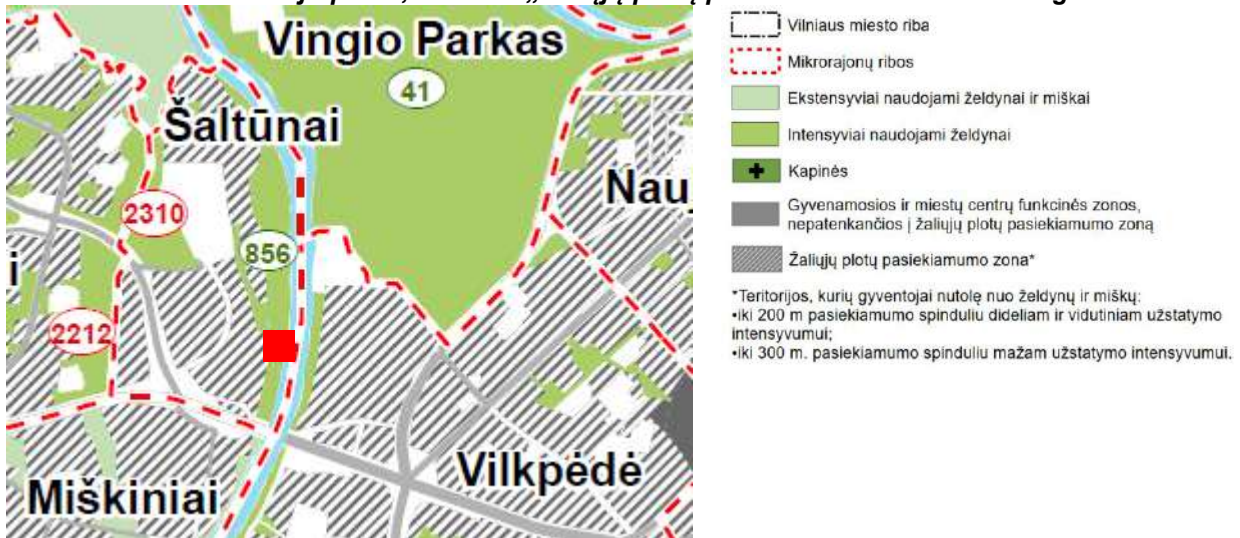 Vingio Parkas
41
Šaltūnai
Nauj
2310
856
i
2212
Vilkpėdė
Miškiniai
Vilniaus miesto riba
Mikrorajonų ribos
Ekstensyviai naudojami želdynai ir miškai
Intensyviai naudojami želdynai
Kapinės
Gyvenamosios ir miestų centrų funkcinės zonos,
nepatenkančios į žaliųjų plotų pasiekiamumo zoną
Žaliųjų plotų pasiekiamumo zona*
*Teritorijos, kurių gyventojai nutolę nuo želdynų ir miškų:
•iki 200 m pasiekiamumo spinduliu dideliam ir vidutiniam užstatymo
intensyvumui;
•iki 300 m. pasiekiamumo spinduliu mažam užstatymo intensyvumui.